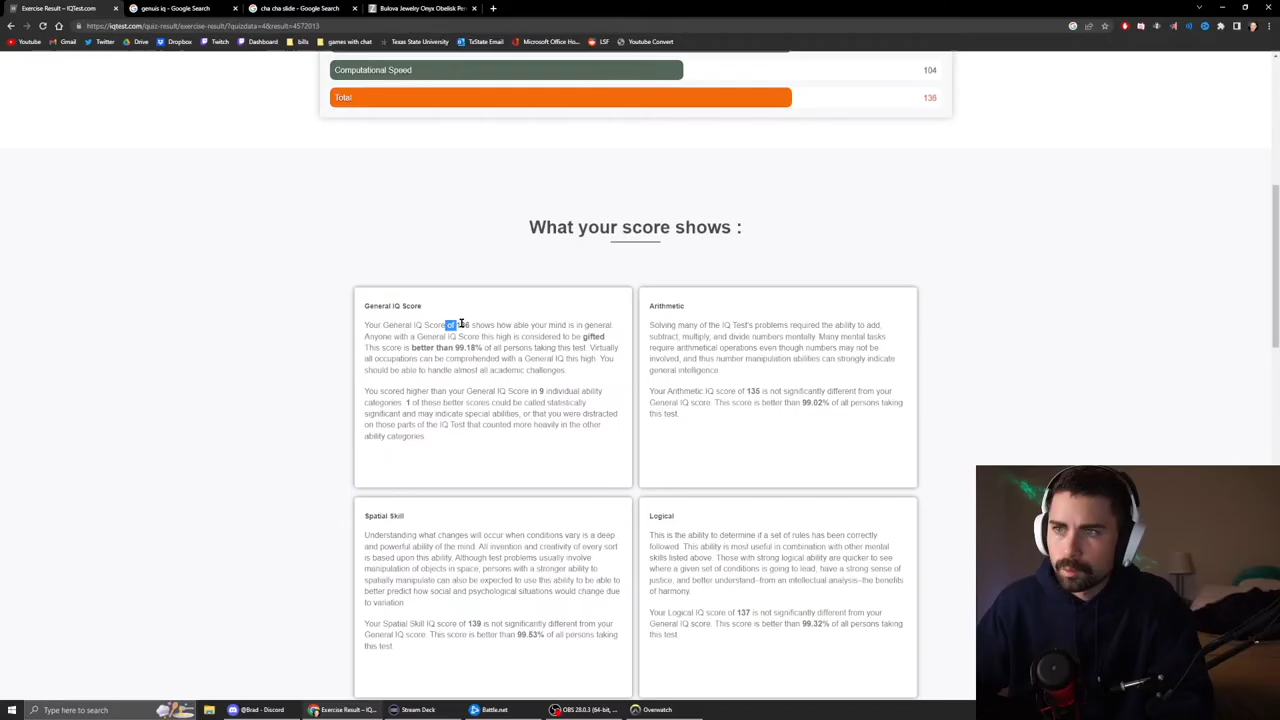 Exercise Result – IQTest.com
genuis iq - Google Search
cha cha slide - Google Search
Bulova Jewelry Onyx Obelisk Pe
https://iqtest.com/quiz-result/exercise-result/?quizdata=4&result=4572013
YouTube
Gmail
Twitter
Drive
Dropbox
Twitch
Dashboard
bills
games with chat
Texas State University
TxState Email
Microsoft Office Ho...
LSF
Youtube Convert
Computational Speed 104
Total 136
What your score shows :
General IQ Score
Your General IQ Score of 136 shows how able your mind is in general.
Anyone with a General IQ Score this high is considered to be gifted
This score is better than 99.18% of all persons taking this test. Virtually
all occupations can be comprehended with a General IQ this high. You
should be able to handle almost all academic challenges.
You scored higher than your General IQ Score in 9 individual ability
categories. 1 of these better scores could be called statistically
significant and may indicate special abilities, or that you were distracted
on those parts of the IQ Test that counted more heavily in the other
ability categories.
Arithmetic
Solving many of the IQ Test's problems required the ability to add,
subtract, multiply, and divide numbers mentally. Many mental tasks
require arithmetical operations even though numbers may not be
involved, and thus number manipulation abilities can strongly indicate
general intelligence.
Your Arithmetic IQ score of 135 is not significantly different from your
General IQ score. This score is better than 99.02% of all persons taking
this test.
Spatial Skill
Understanding what changes will occur when conditions vary is a deep
and powerful ability of the mind. All invention and creativity of every sort
is based upon this ability. Although test problems usually involve
manipulation of objects in space, persons with a stronger ability to
spatially manipulate can also be expected to use this ability to be able to
better predict how social and psychological situations would change due
to variation.
Your Spatial Skill IQ score of 139 is not significantly different from your
General IQ score. This score is better than 99.53% of all persons taking
this test.
Logical
This is the ability to determine if a set of rules has been correctly
followed. This ability is most useful in combination with other mental
skills listed above. Those with strong logical ability are quicker to see
where a given set of conditions is going to lead, have a strong sense of
justice, and better understand–from an intellectual analysis–the benefits
of harmony.
Your Logical IQ score of 137 is not significantly different from your
General IQ score. This score is better than 99.32% of all persons taking
this test.
Type here to search
@Brad - Discord
Exercise Result – IQ...
Stream Deck
Battle.net
OBS 28.0.3 (64-bit, ...
Overwatch